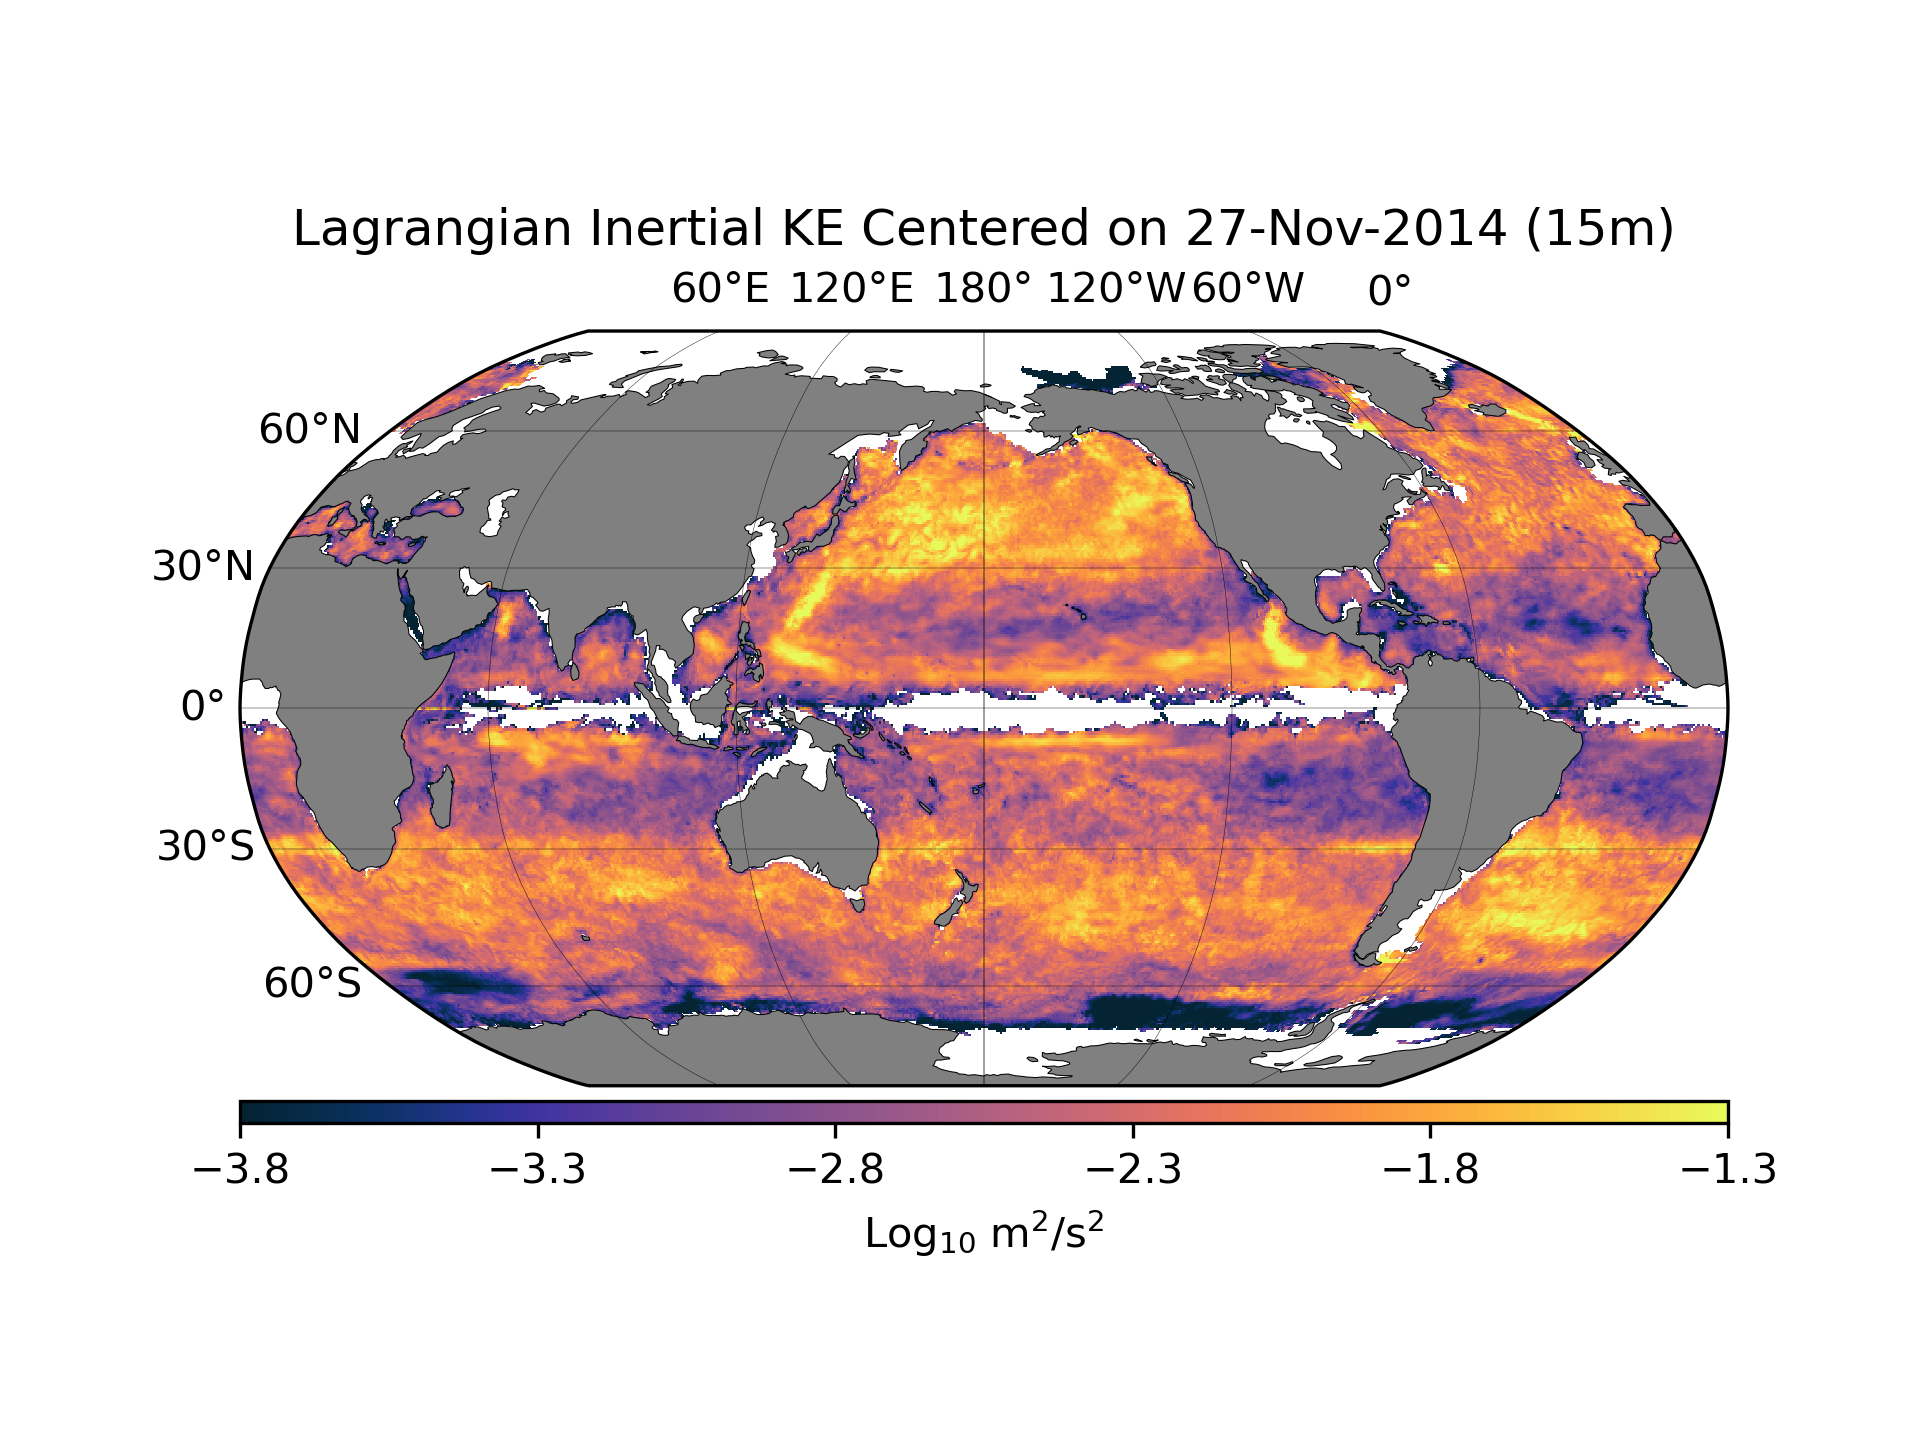 Lagrangian Inertial KE Centered on 27-Nov-2014 (15m)
60°E 120°E 180° 120°W 60°W 0°
60°N
30°N
0°
30°S
60°S
−3.8 −3.3 −2.8 −2.3 −1.8 −1.3
Log₁₀ m²/s²